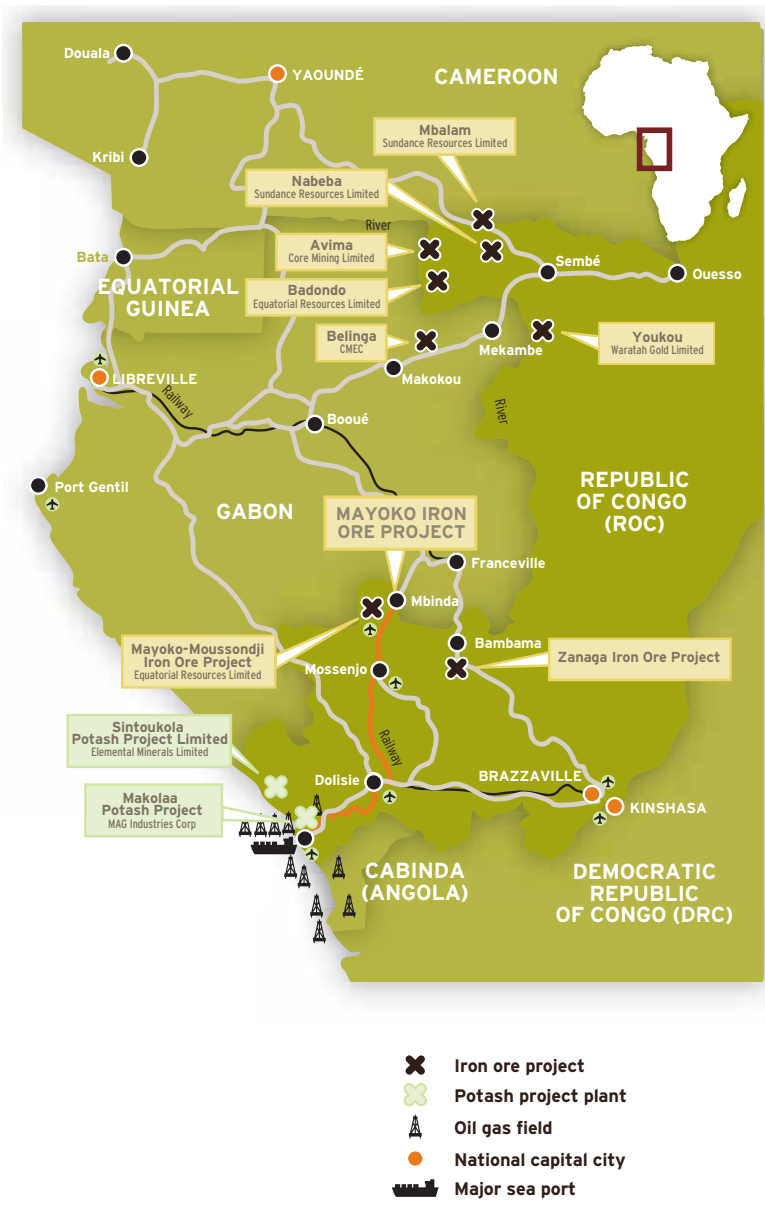 Douala
YAOUNDÉ
CAMEROON
Mbalam
Sundance Resources Limited
Kribi
Nabeba
Sundance Resources Limited
River
Avima
Core Mining Limited
Bata
Sembé
Ouesso
EQUATORIAL
GUINEA
Badondo
Equatorial Resources Limited
Belinga
CMEC
Mekambe
Youkou
Waratah Gold Limited
LIBREVILLE
Makokou
Railway
River
Booué
Port Gentil
GABON
REPUBLIC
OF CONGO
(ROC)
MAYOKO IRON
ORE PROJECT
Franceville
Mbinda
Mayoko-Moussondji
Iron Ore Project
Equatorial Resources Limited
Bambama
Zanaga Iron Ore Project
Mossenjo
Sintoukola
Potash Project Limited
Elemental Minerals Limited
Railway
Dolisie
BRAZZAVILLE
KINSHASA
Makolaa
Potash Project
MAG Industries Corp
CABINDA
(ANGOLA)
DEMOCRATIC
REPUBLIC
OF CONGO (DRC)
Iron ore project
Potash project plant
Oil gas field
National capital city
Major sea port